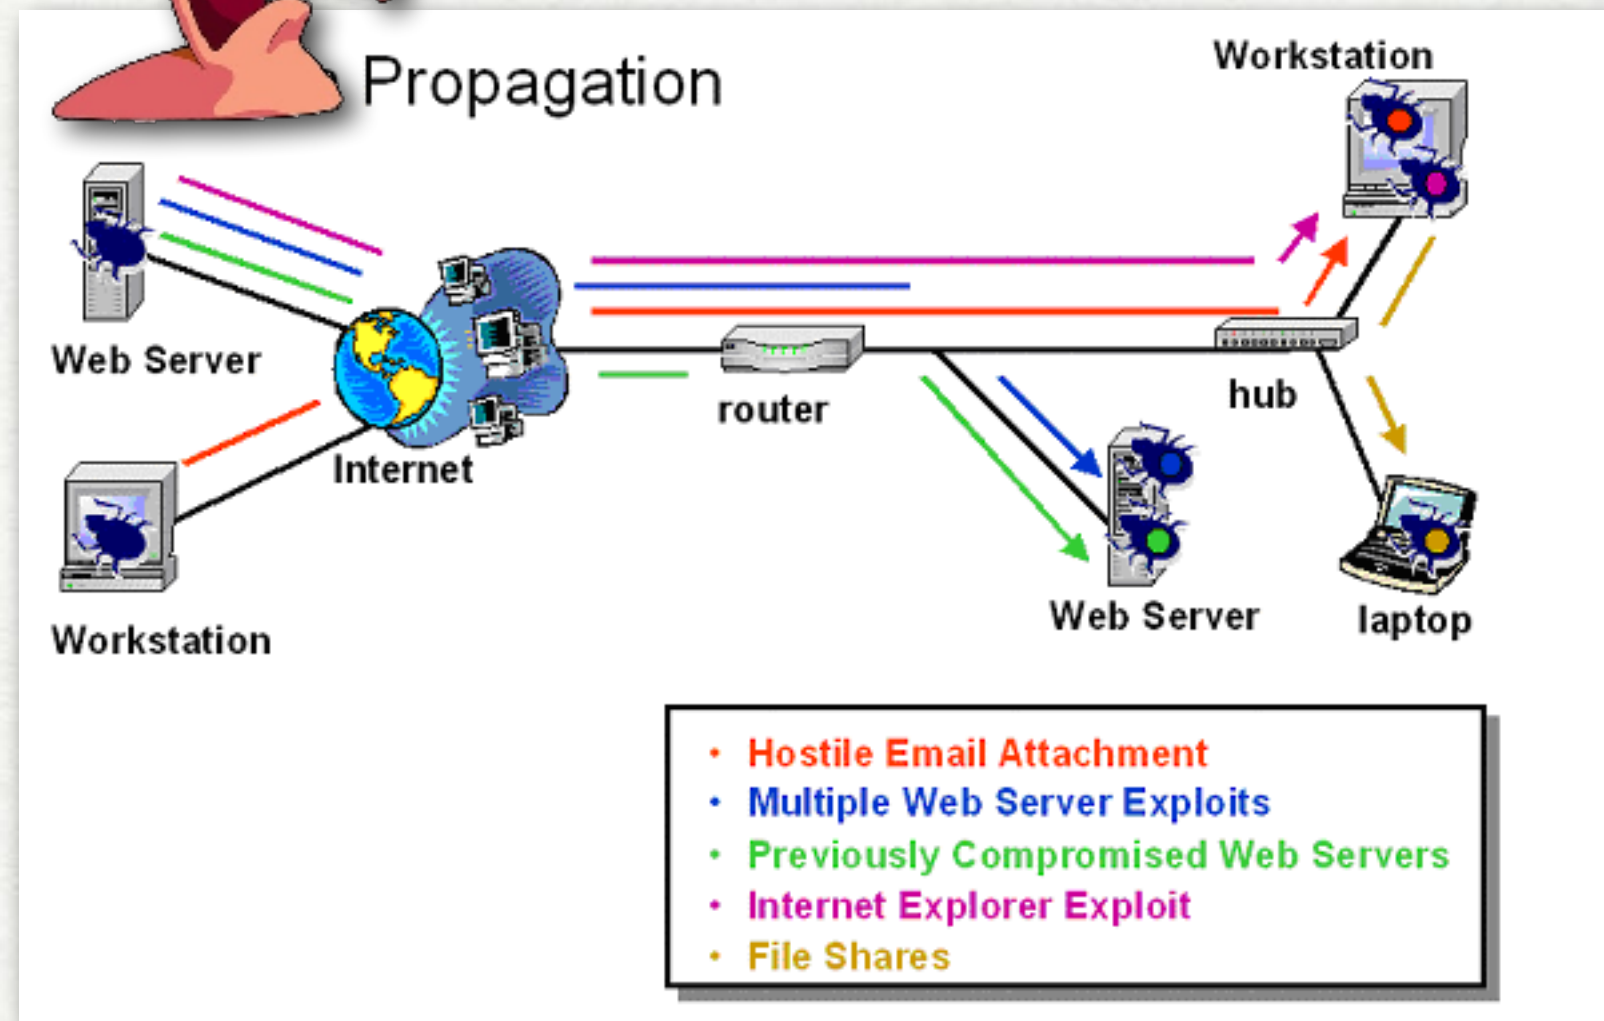 Propagation
Workstation
Web Server
Internet
router
hub
Workstation
Web Server
laptop
• Hostile Email Attachment
• Multiple Web Server Exploits
• Previously Compromised Web Servers
• Internet Explorer Exploit
• File Shares